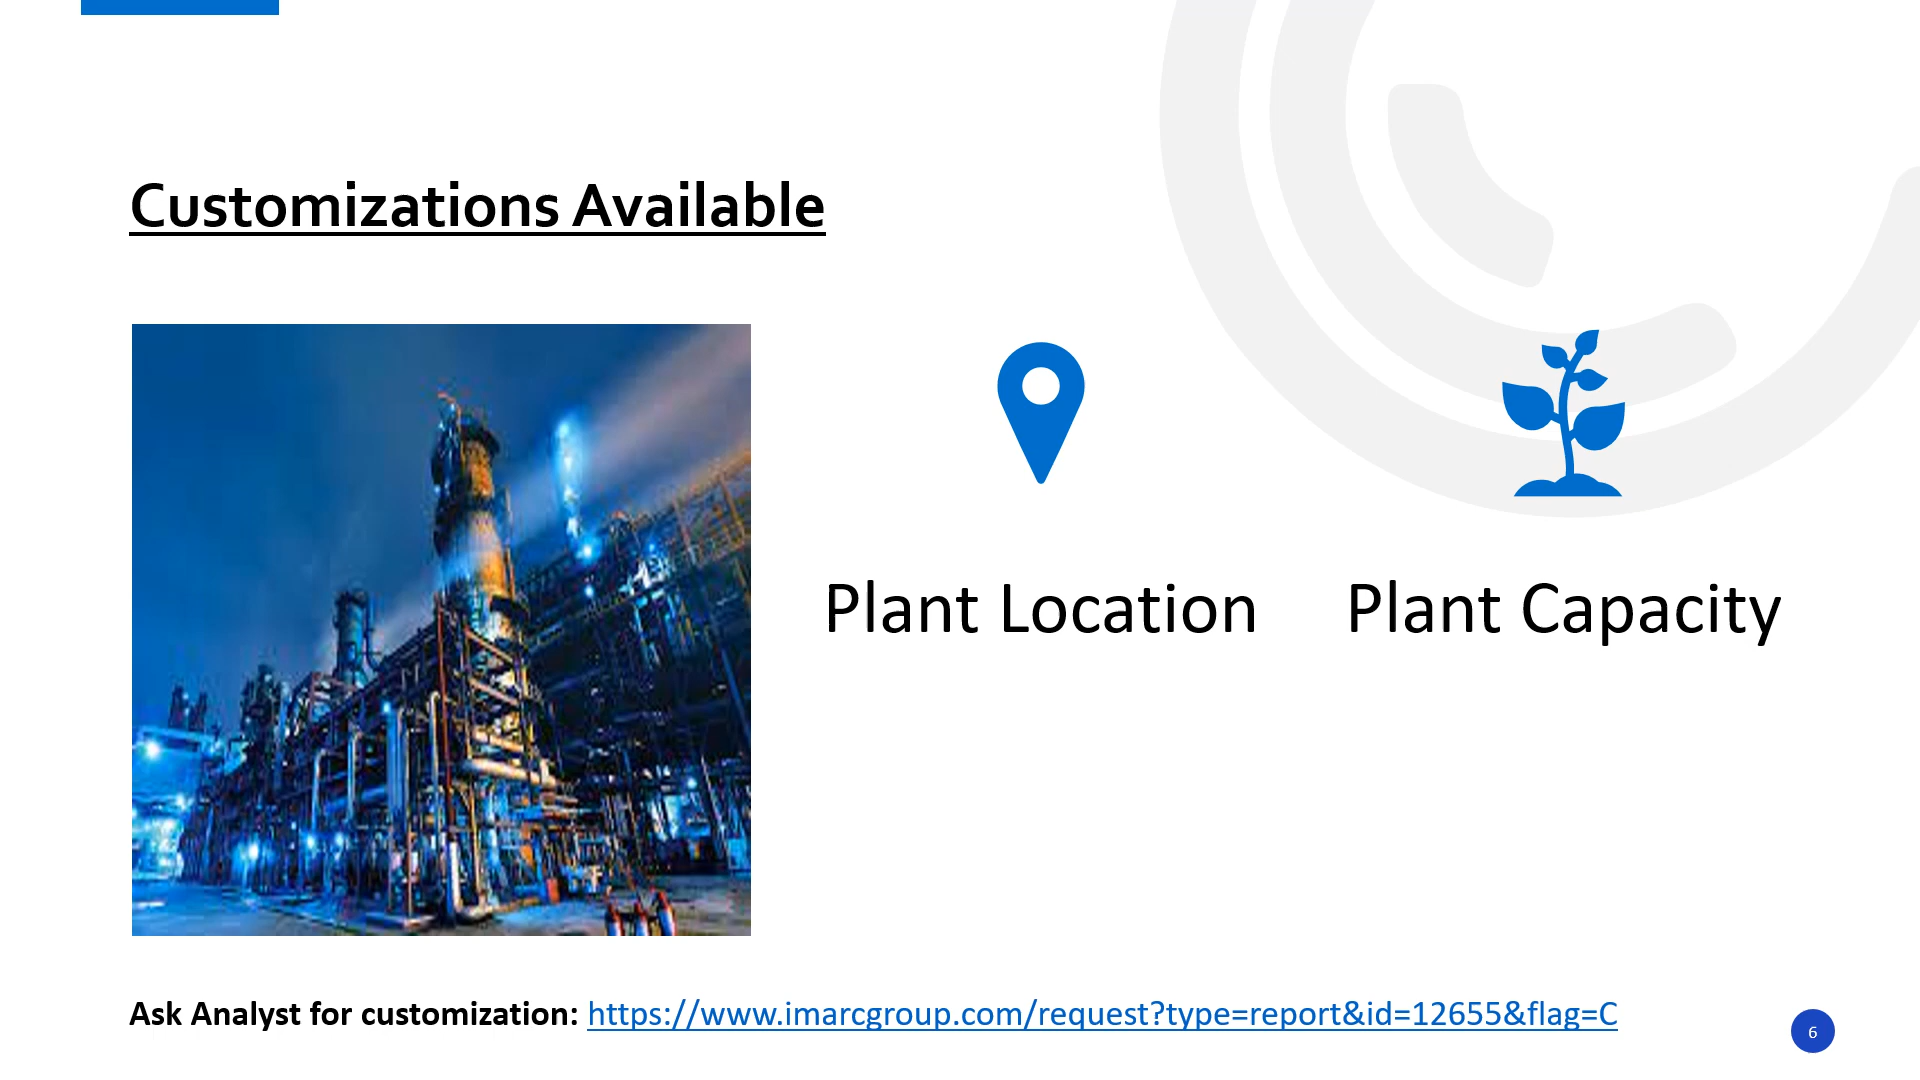 Customizations Available
Plant Location
Plant Capacity
Ask Analyst for customization: https://www.imarcgroup.com/request?type=report&id=12655&flag=C
6